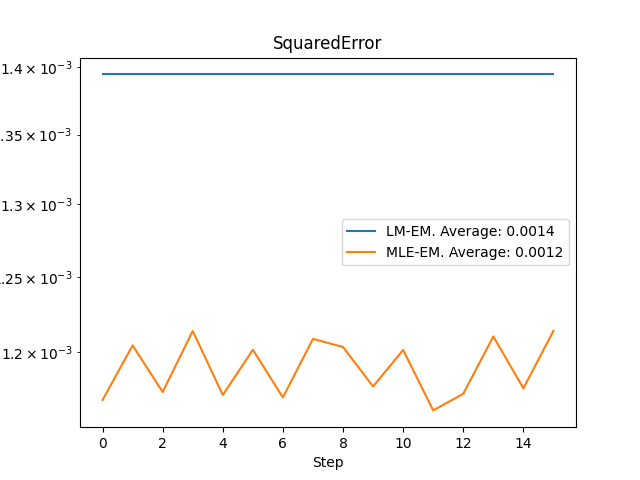 SquaredError
1.4 × 10⁻³
.35 × 10⁻³
1.3 × 10⁻³
.25 × 10⁻³
1.2 × 10⁻³
LM-EM. Average: 0.0014
MLE-EM. Average: 0.0012
0 2 4 6 8 10 12 14
Step